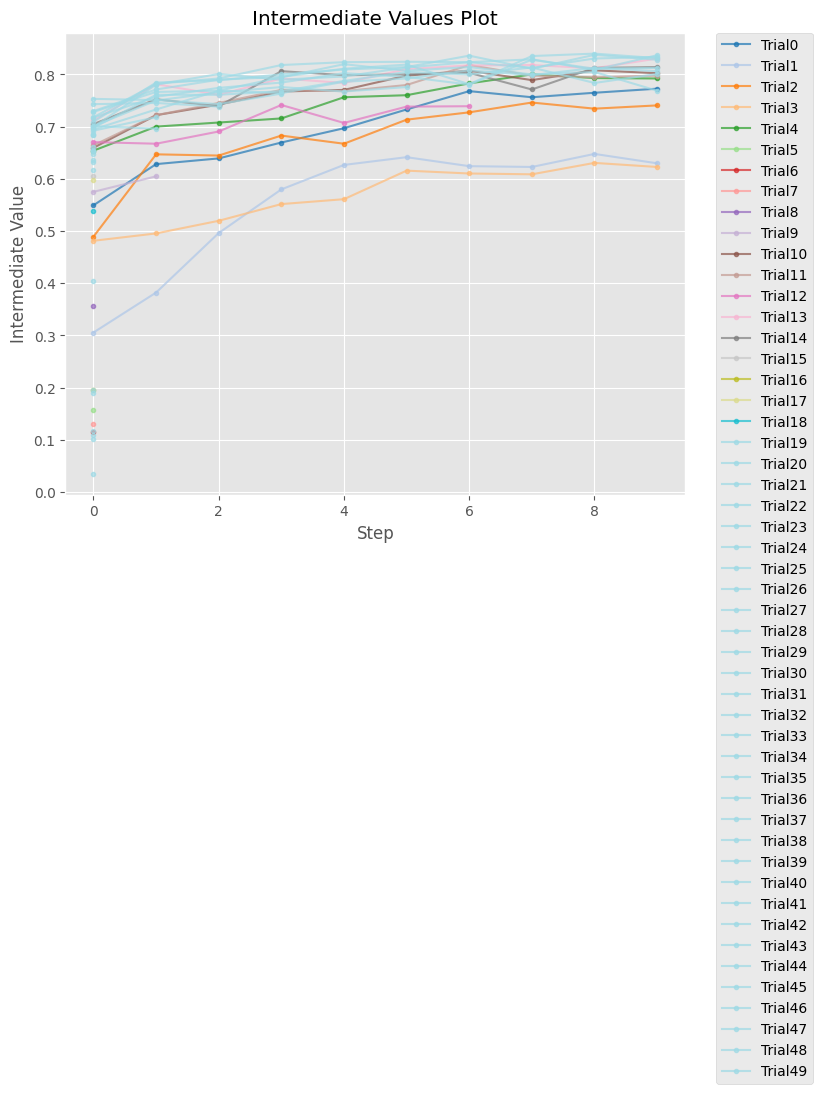 Intermediate Values Plot
Intermediate Value
0.8
0.7
0.6
0.5
0.4
0.3
0.2
0.1
0.0
0
2
4
6
8
Step
Trial0
Trial1
Trial2
Trial3
Trial4
Trial5
Trial6
Trial7
Trial8
Trial9
Trial10
Trial11
Trial12
Trial13
Trial14
Trial15
Trial16
Trial17
Trial18
Trial19
Trial20
Trial21
Trial22
Trial23
Trial24
Trial25
Trial26
Trial27
Trial28
Trial29
Trial30
Trial31
Trial32
Trial33
Trial34
Trial35
Trial36
Trial37
Trial38
Trial39
Trial40
Trial41
Trial42
Trial43
Trial44
Trial45
Trial46
Trial47
Trial48
Trial49